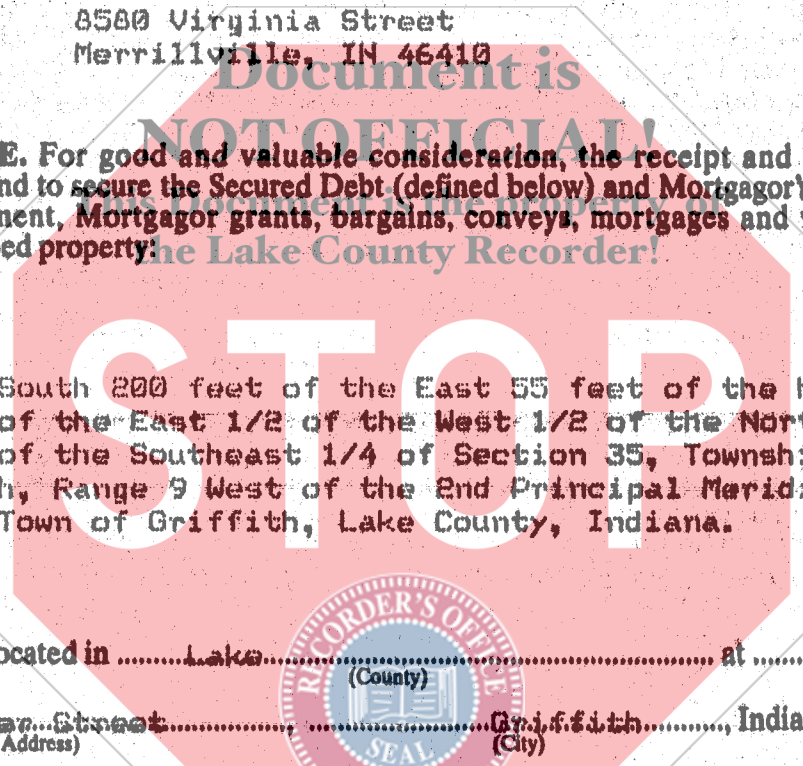 8580 Virginia Street
Merrillville, IN 46410
Document is
NOT OFFICIAL!
E. For good and valuable consideration, the receipt and
nd to secure the Secured Debt (defined below) and Mortgagor'
This Document is the property of
ment, Mortgagor grants, bargains, conveys, mortgages and
the Lake County Recorder!
ed property:
South 200 feet of the East 55 feet of the
of the East 1/2 of the West 1/2 of the Nort
of the Southeast 1/4 of Section 35, Townsh
h, Range 9 West of the 2nd Principal Merid
Town of Griffith, Lake County, Indiana.
STOP
RECORDER'S OFFICE
SEAL
ocated in Lake at
(County)
ar Street, Griffith, India
Address) (City)